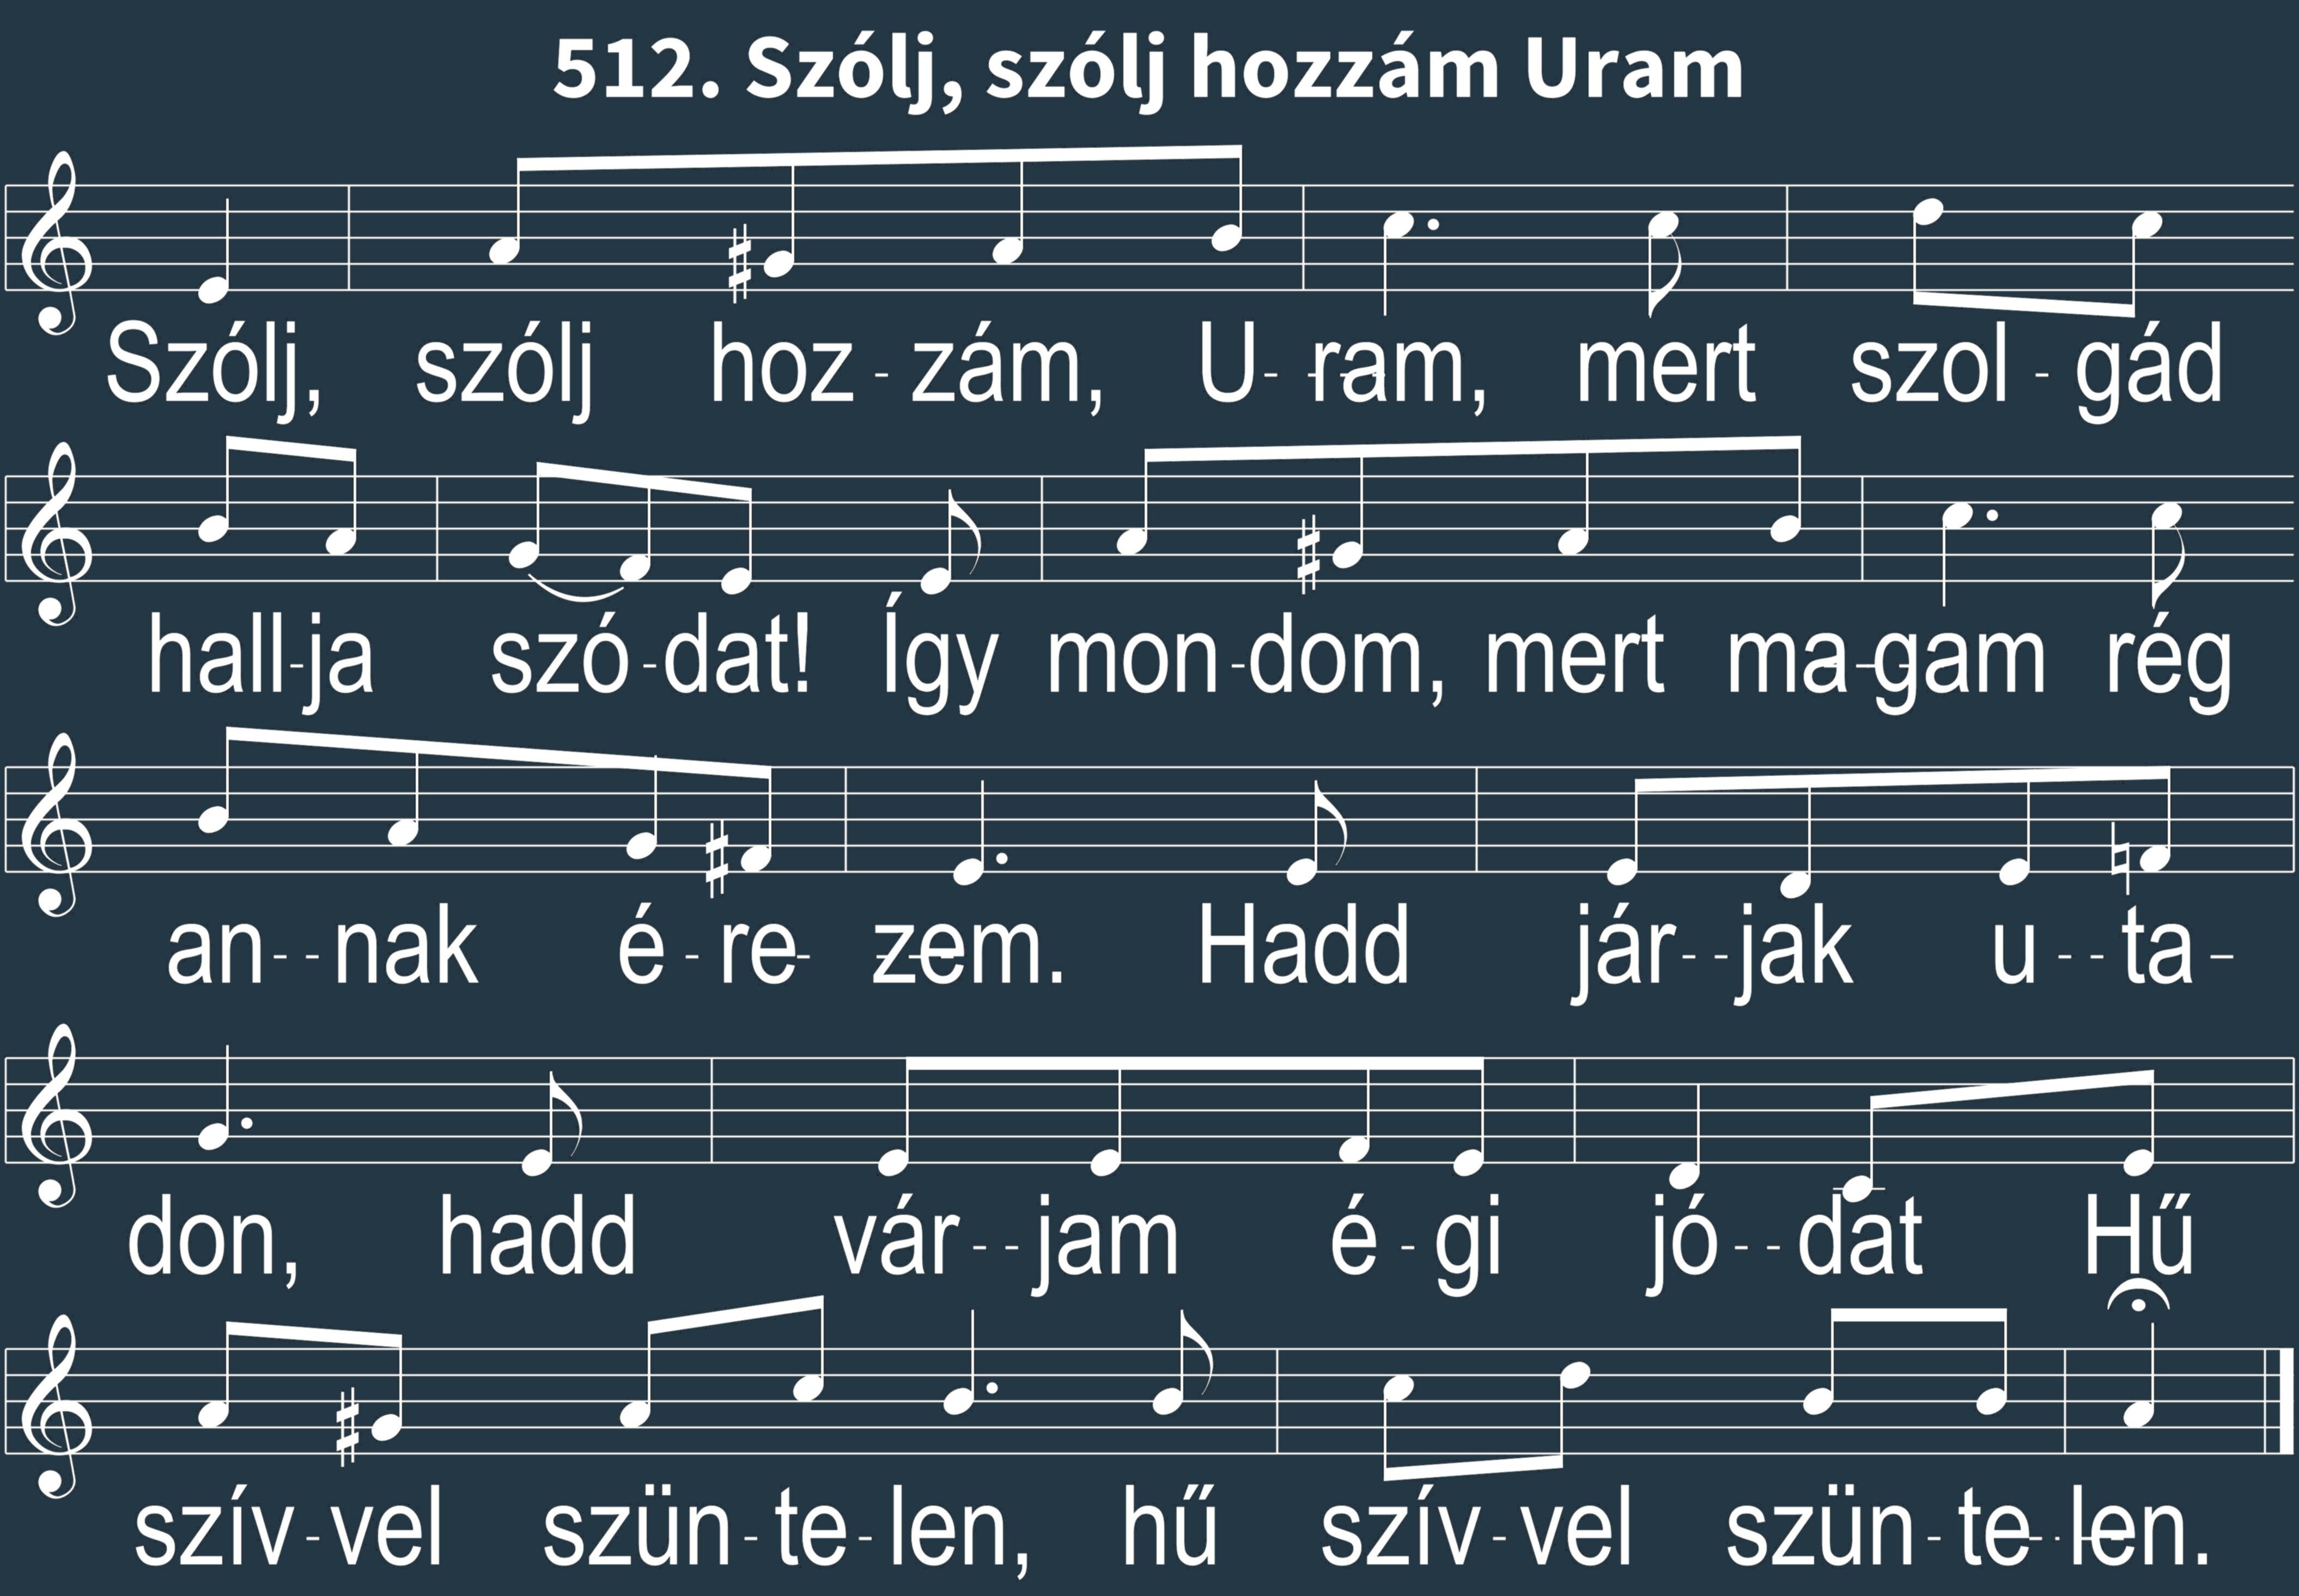 512. Szólj, szólj hozzám Uram
Szólj, szólj hoz - zám, U- ram, mert szol - gád
hall-ja szó-dat! Így mon-dom, mert ma-gam rég
an--nak é - re- zem. Hadd jár--jak u--ta-
don, hadd vár--jam é-gi jó--dat Hű
szív-vel szün-te-len, hű szív-vel szün-te--len.